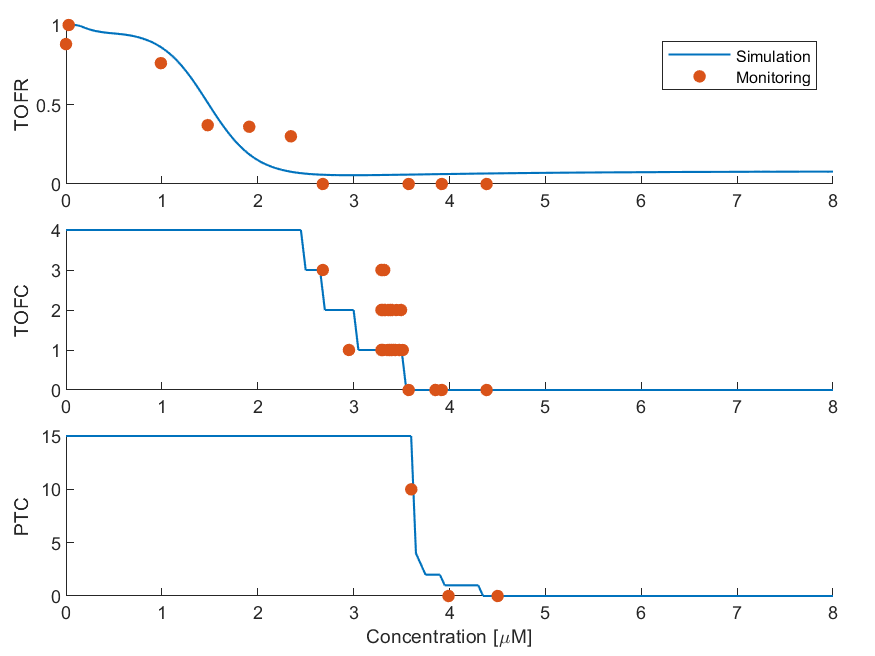 TOFR
1
0.5
0
0 1 2 3 4 5 6 7 8
Simulation
Monitoring
TOFC
4
3
2
1
0
0 1 2 3 4 5 6 7 8
PTC
15
10
5
0
0 1 2 3 4 5 6 7 8
Concentration [μM]